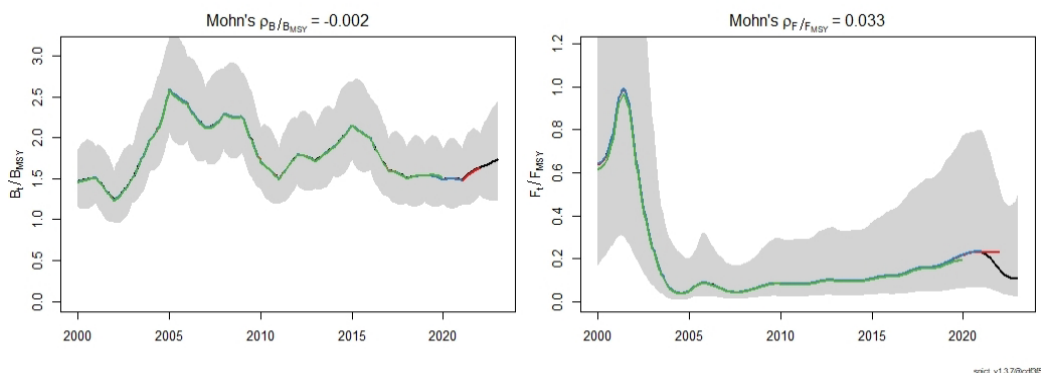 Mohn's ρB/BMSY = -0.002
Bt/BMSY
0.0 0.5 1.0 1.5 2.0 2.5 3.0
2000 2005 2010 2015 2020
Mohn's ρF/FMSY = 0.033
Ft/FMSY
0.0 0.2 0.4 0.6 0.8 1.0 1.2
2000 2005 2010 2015 2020